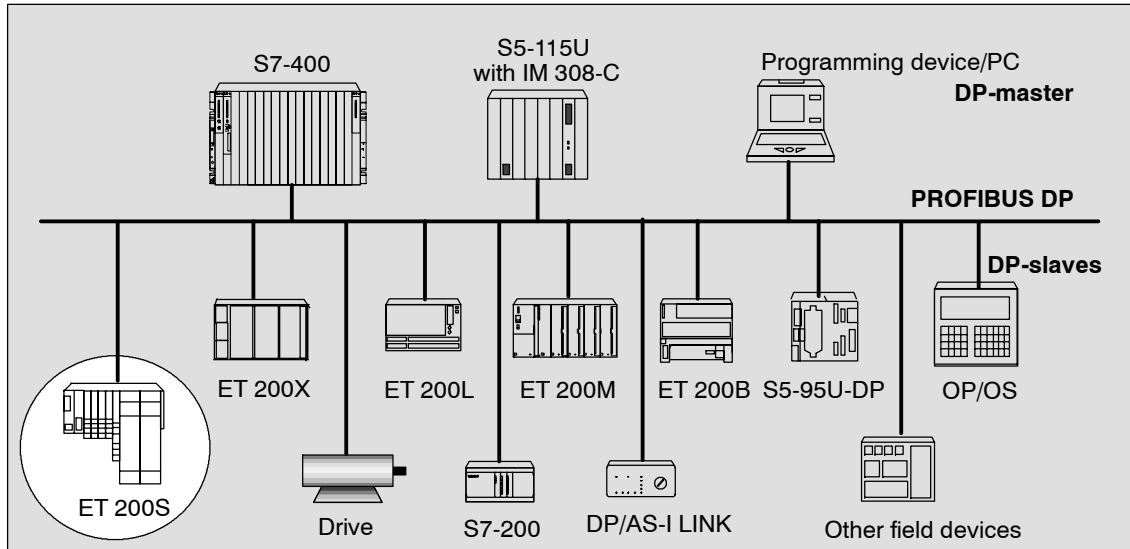 S7-400
S5-115U
with IM 308-C
Programming device/PC
DP-master
PROFIBUS DP
DP-slaves
ET 200X
ET 200L
ET 200M
ET 200B
S5-95U-DP
OP/OS
ET 200S
Drive
S7-200
DP/AS-I LINK
Other field devices